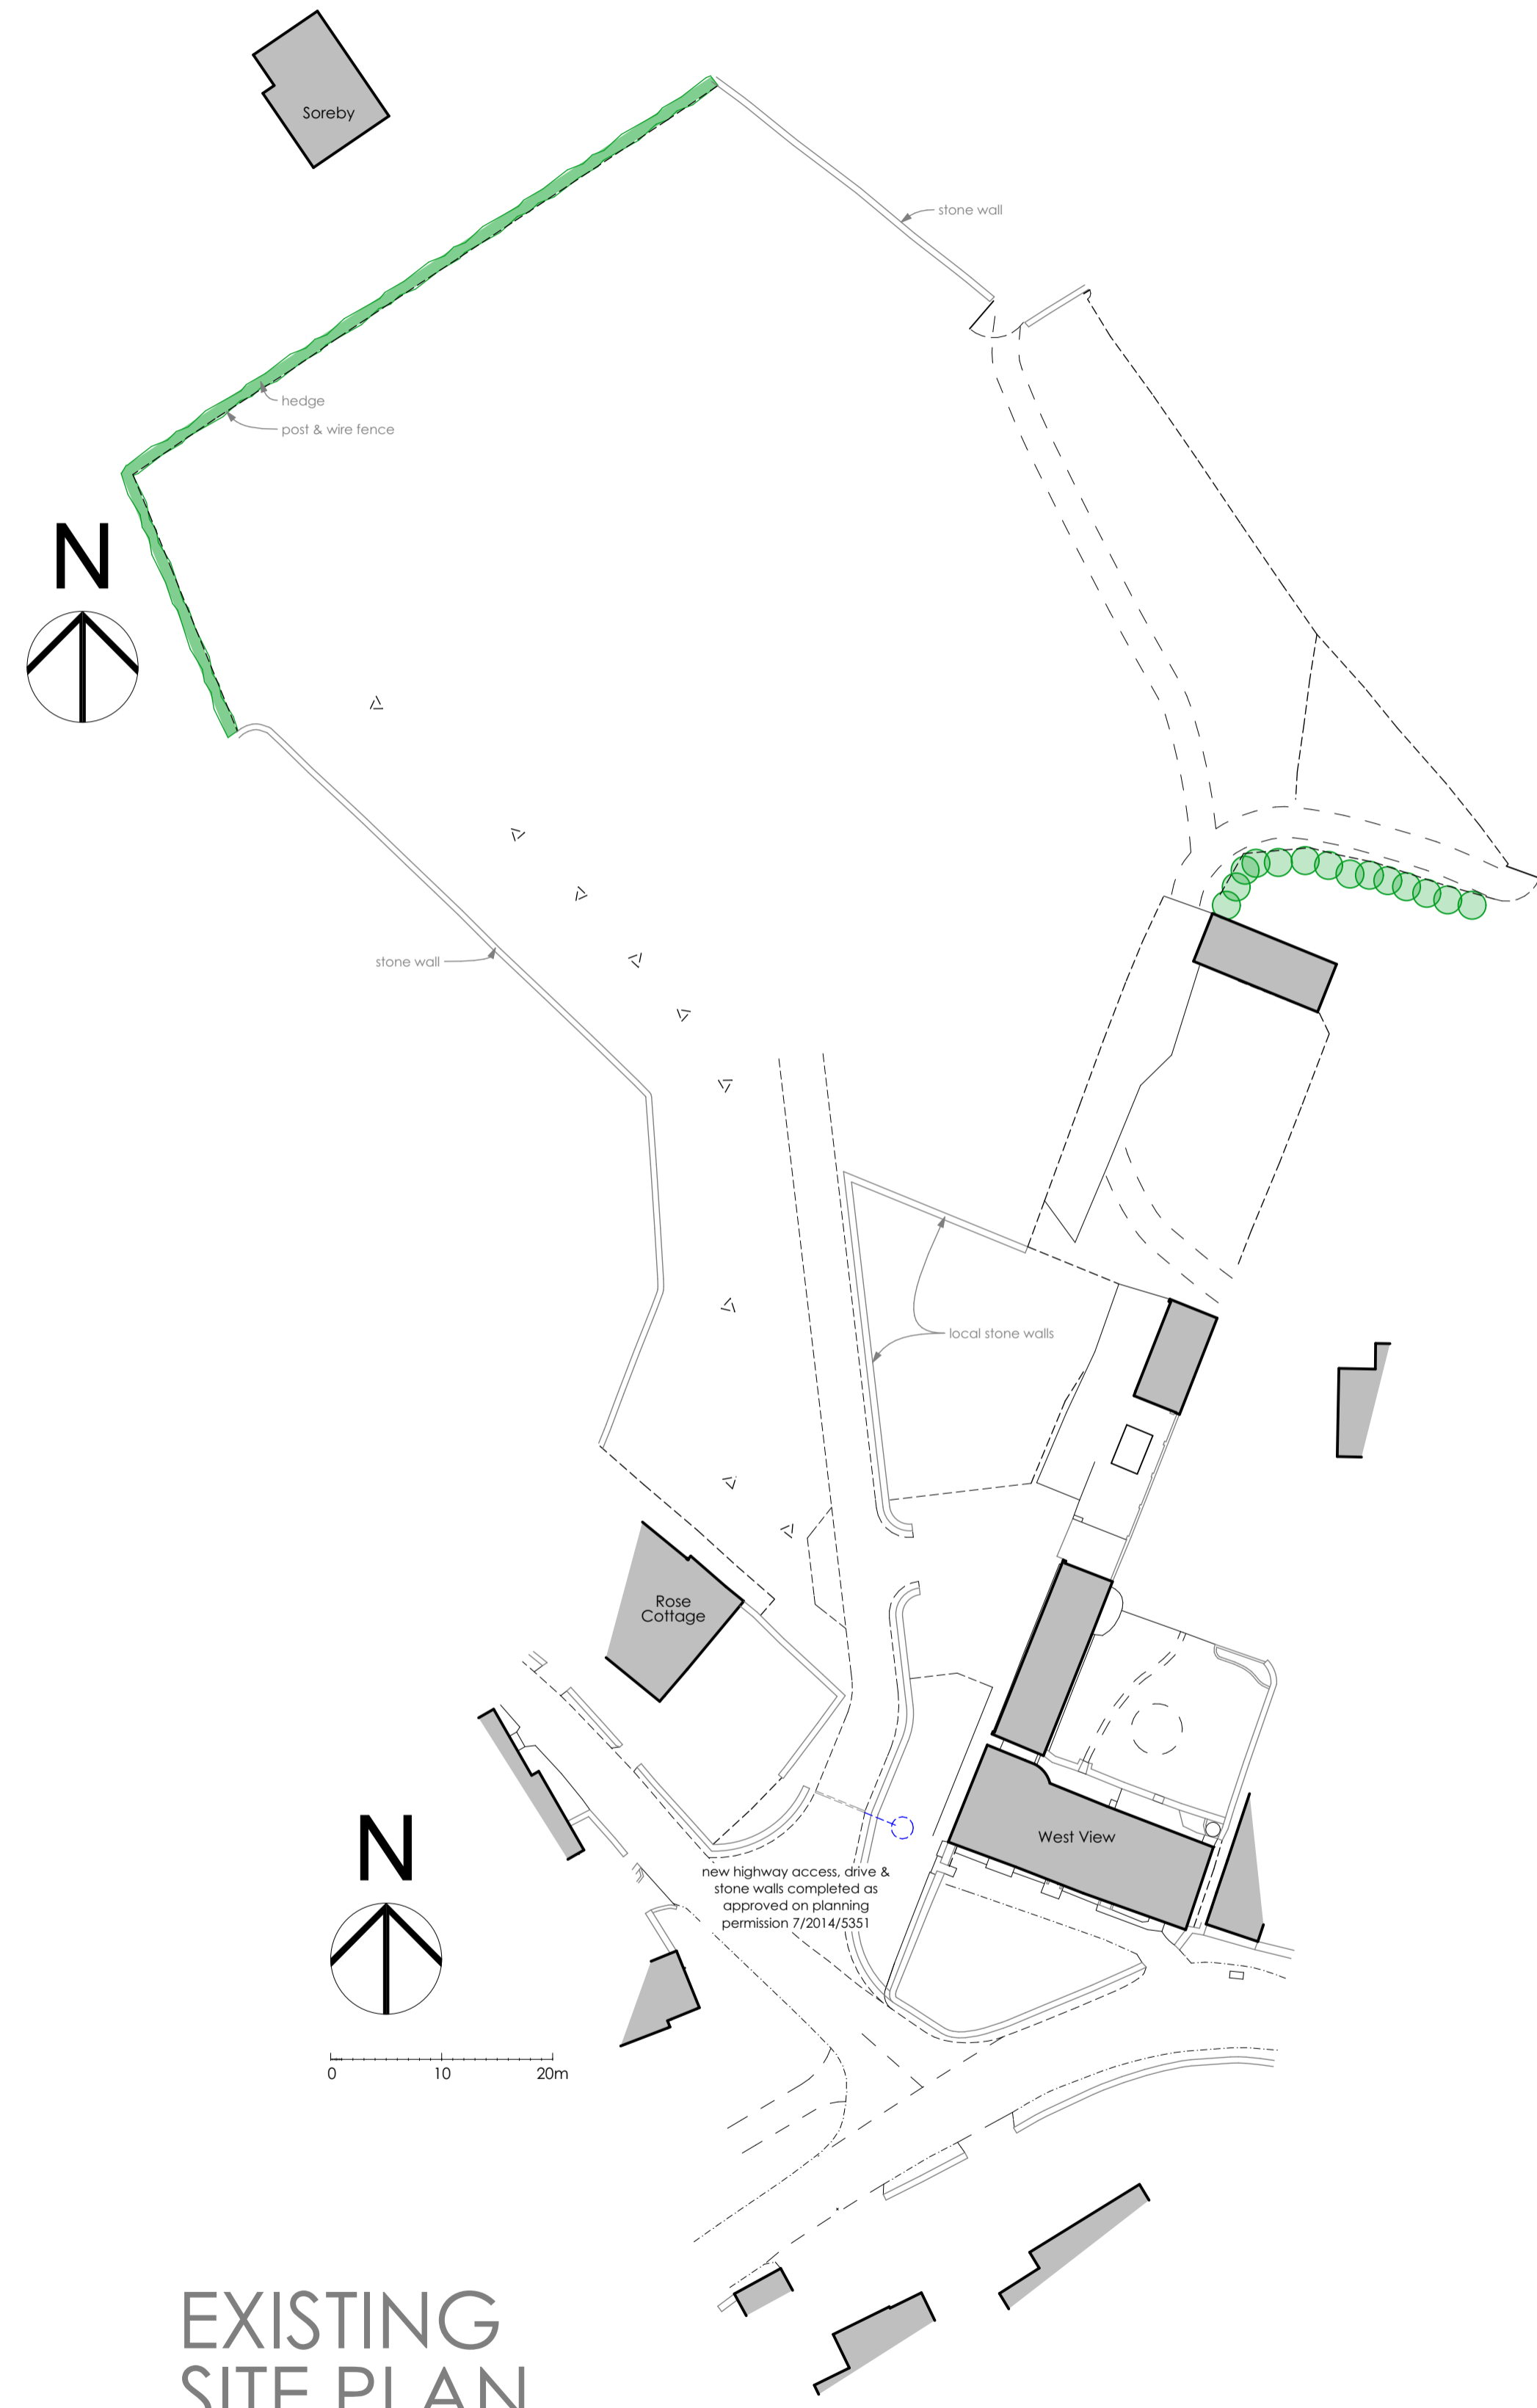 Soreby
stone wall
hedge
post & wire fence
N
stone wall
local stone walls
Rose
Cottage
West View
N
new highway access, drive &
stone walls completed as
approved on planning
permission 7/2014/5351
0 10 20m
EXISTING
SITE PLAN